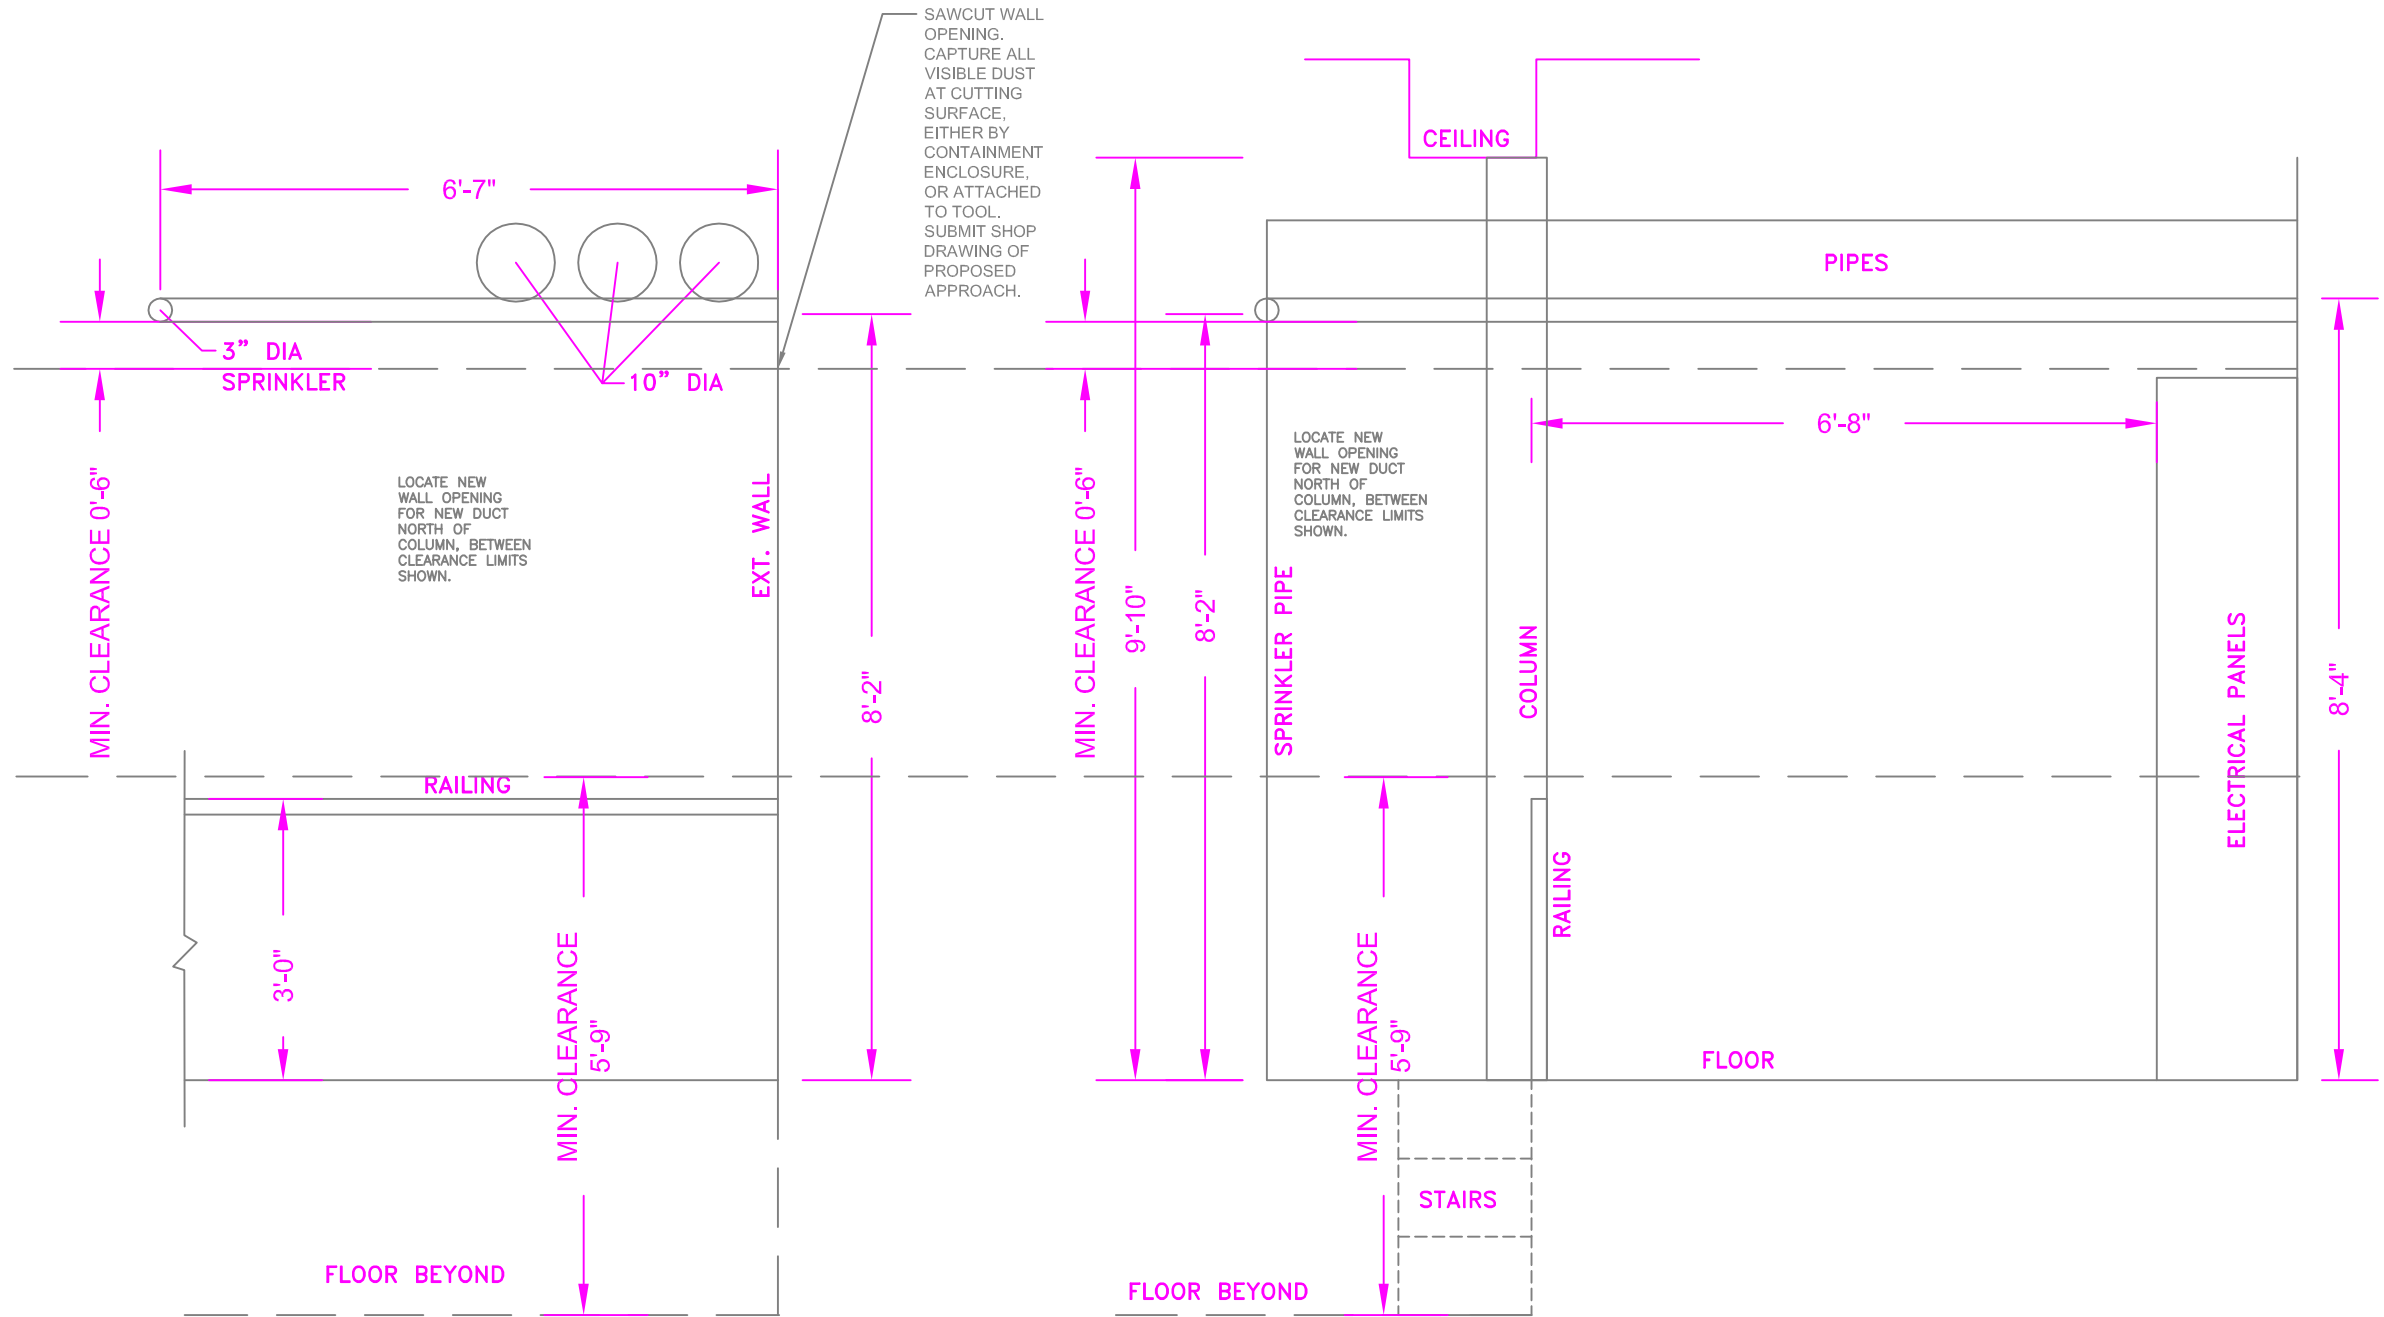 SAWCUT WALL
OPENING.
CAPTURE ALL
VISIBLE DUST
AT CUTTING
SURFACE,
EITHER BY
CONTAINMENT
ENCLOSURE,
OR ATTACHED
TO TOOL.
SUBMIT SHOP
DRAWING OF
PROPOSED
APPROACH.
6'-7"
3” DIA
SPRINKLER
10” DIA
MIN. CLEARANCE 0'-6"
LOCATE NEW
WALL OPENING
FOR NEW DUCT
NORTH OF
COLUMN, BETWEEN
CLEARANCE LIMITS
SHOWN.
EXT. WALL
8'-2"
RAILING
3'-0"
MIN. CLEARANCE
5'-9"
FLOOR BEYOND
CEILING
PIPES
MIN. CLEARANCE 0'-6"
9'-10"
8'-2"
LOCATE NEW
WALL OPENING
FOR NEW DUCT
NORTH OF
COLUMN, BETWEEN
CLEARANCE LIMITS
SHOWN.
SPRINKLER PIPE
COLUMN
6'-8"
ELECTRICAL PANELS
8'-4"
RAILING
MIN. CLEARANCE
5'-9"
FLOOR
STAIRS
FLOOR BEYOND